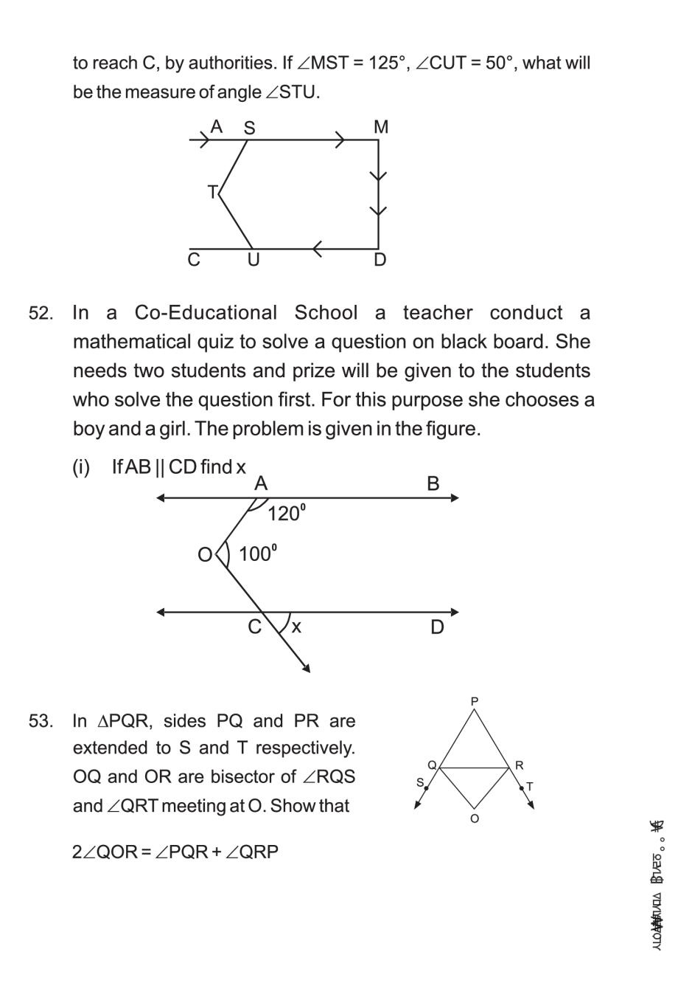 to reach C, by authorities. If ∠MST = 125°, ∠CUT = 50°, what will
be the measure of angle ∠STU.
A S M
T
C U D
52. In a Co-Educational School a teacher conduct a
mathematical quiz to solve a question on black board. She
needs two students and prize will be given to the students
who solve the question first. For this purpose she chooses a
boy and a girl. The problem is given in the figure.
(i) If AB || CD find x
A B
120⁰
O 100⁰
C x D
53. In ∆PQR, sides PQ and PR are
extended to S and T respectively.
OQ and OR are bisector of ∠RQS
and ∠QRT meeting at O. Show that
2∠QOR = ∠PQR + ∠QRP
P
Q R
S T
O